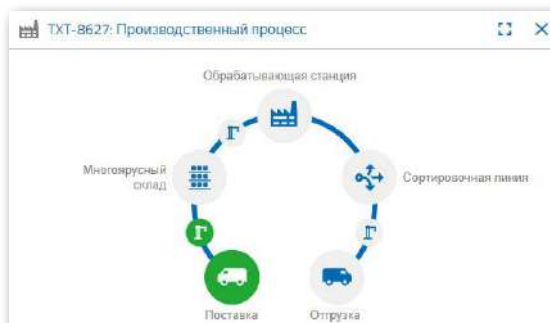 TXT-8627: Производственный процесс
Обрабатывающая станция
Многоярусный
склад
Сортировочная линия
Поставка
Отгрузка